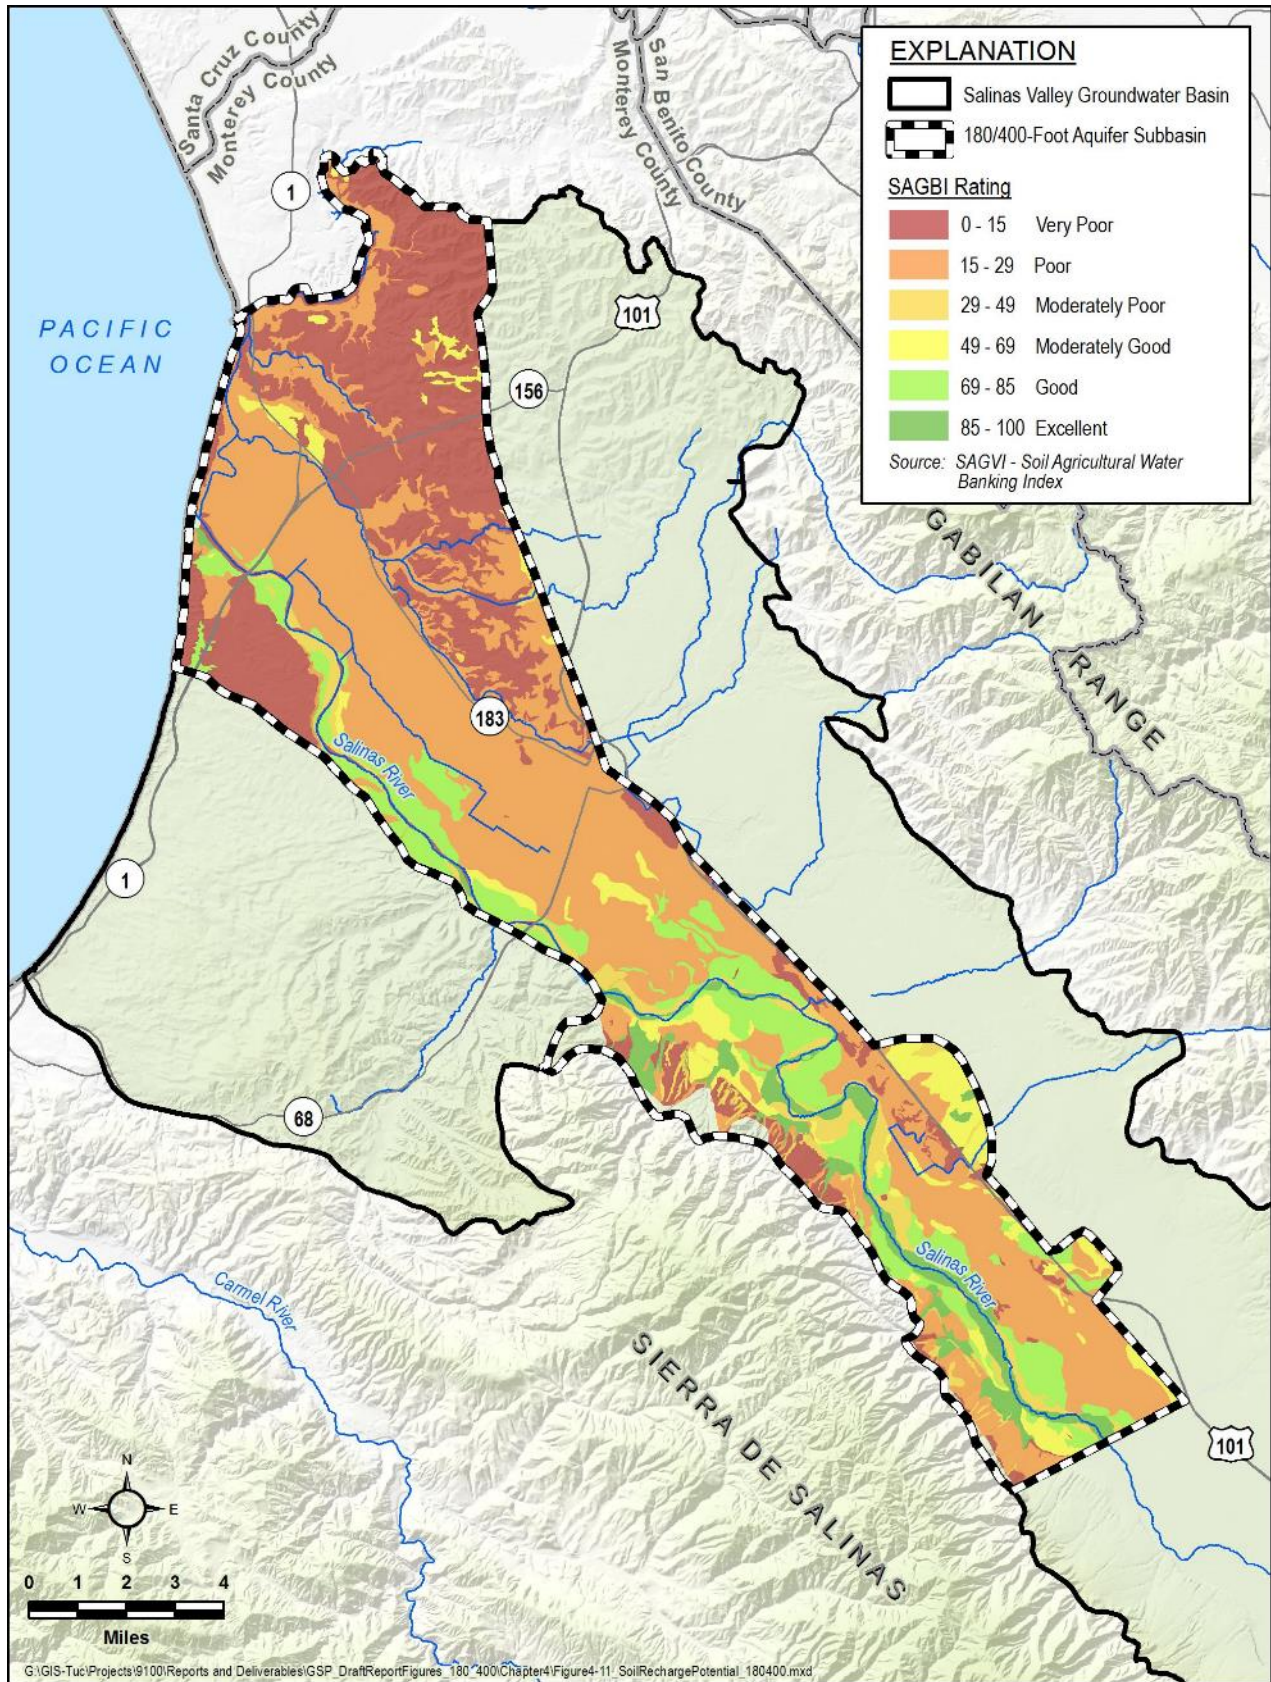 EXPLANATION
Salinas Valley Groundwater Basin
180/400-Foot Aquifer Subbasin
SAGBI Rating
0 - 15 Very Poor
15 - 29 Poor
29 - 49 Moderately Poor
49 - 69 Moderately Good
69 - 85 Good
85 - 100 Excellent
Source: SAGVI - Soil Agricultural Water
Banking Index
Santa Cruz County
Monterey County
San Benito County
Monterey County
1
PACIFIC
OCEAN
101
156
GABILAN
RANGE
183
Salinas River
1
68
Salinas River
Carmel River
SIERRA DE SALINAS
101
N
W
E
S
0 1 2 3 4
Miles
G:\GIS-Tuc\Projects\9100\Reports and Deliverables\GSP_DraftReportFigures_180_400\Chapter4\Figure4-11_SoilRechargePotential_180400.mxd